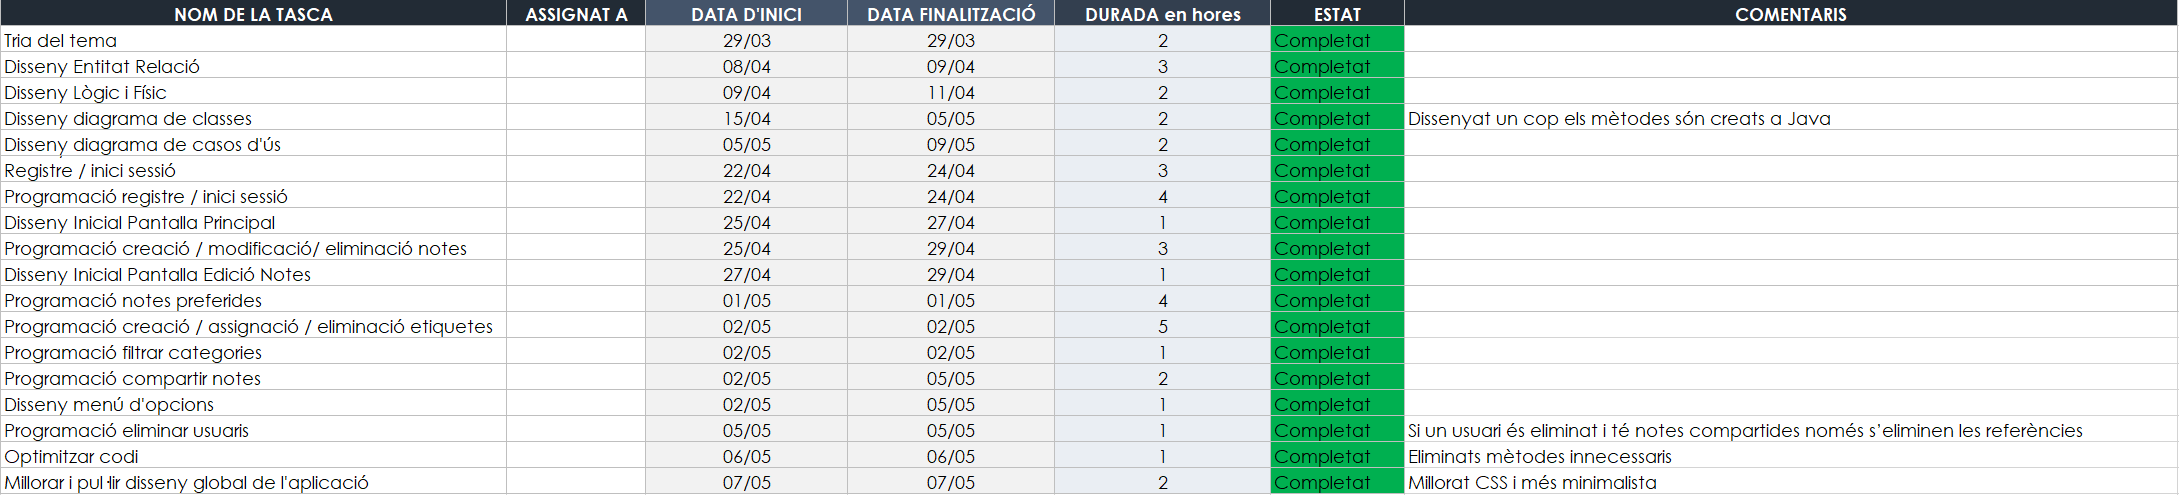 NOM DE LA TASCA ASSIGNAT A DATA D'INICI DATA FINALITZACIÓ DURADA en hores ESTAT COMENTARIS
Tria del tema 29/03 29/03 2 Completat
Disseny Entitat Relació 08/04 09/04 3 Completat
Disseny Lògic i Físic 09/04 11/04 2 Completat
Disseny diagrama de classes 15/04 05/05 2 Completat Dissenyat un cop els mètodes són creats a Java
Disseny diagrama de casos d'ús 05/05 09/05 2 Completat
Registre / inici sessió 22/04 24/04 3 Completat
Programació registre / inici sessió 22/04 24/04 4 Completat
Disseny Inicial Pantalla Principal 25/04 27/04 1 Completat
Programació creació / modificació/ eliminació notes 25/04 29/04 3 Completat
Disseny Inicial Pantalla Edició Notes 27/04 29/04 1 Completat
Programació notes preferides 01/05 01/05 4 Completat
Programació creació / assignació / eliminació etiquetes 02/05 02/05 5 Completat
Programació filtrar categories 02/05 02/05 1 Completat
Programació compartir notes 02/05 05/05 2 Completat
Disseny menú d'opcions 02/05 05/05 1 Completat
Programació eliminar usuaris 05/05 05/05 1 Completat Si un usuari és eliminat i té notes compartides només s’eliminen les referències
Optimitzar codi 06/05 06/05 1 Completat Eliminats mètodes innecessaris
Millorar i pul·lir disseny global de l'aplicació 07/05 07/05 2 Completat Millorat CSS i més minimalista